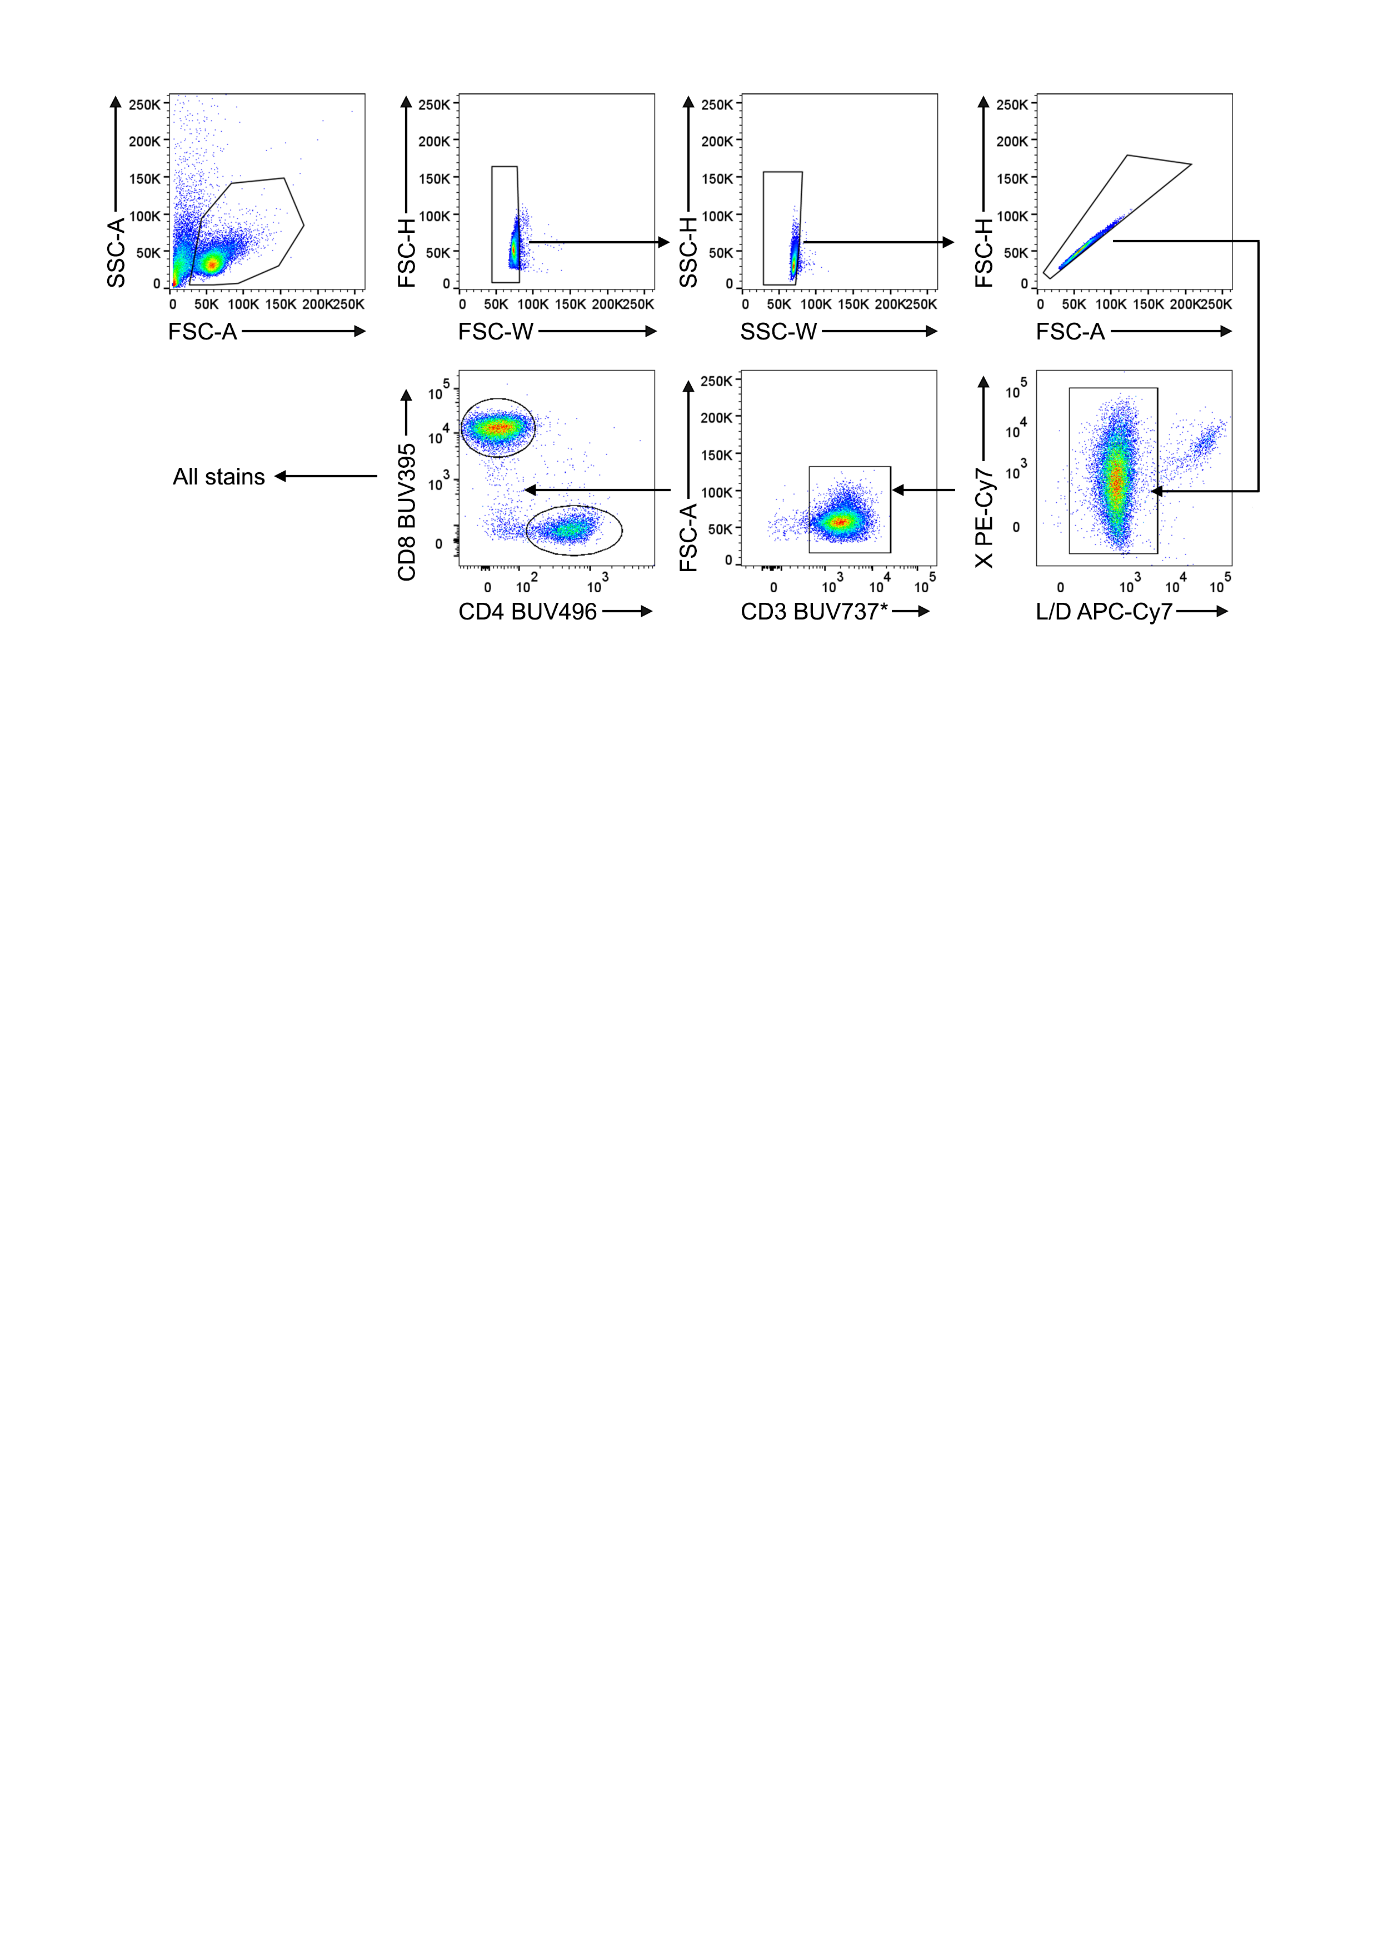 SSC-A
250K
200K
150K
100K
50K
0
0 50K 100K 150K 200K 250K
FSC-A
FSC-H
250K
200K
150K
100K
50K
0
0 50K 100K 150K 200K 250K
FSC-W
SSC-H
250K
200K
150K
100K
50K
0
0 50K 100K 150K 200K 250K
SSC-W
FSC-H
250K
200K
150K
100K
50K
0
0 50K 100K 150K 200K 250K
FSC-A
All stains
CD8 BUV395
10^5
10^4
10^3
0
0 10^2 10^3
CD4 BUV496
FSC-A
250K
200K
150K
100K
50K
0
0 10^3 10^4 10^5
CD3 BUV737*
X PE-Cy7
10^5
10^4
10^3
0
0 10^3 10^4 10^5
L/D APC-Cy7